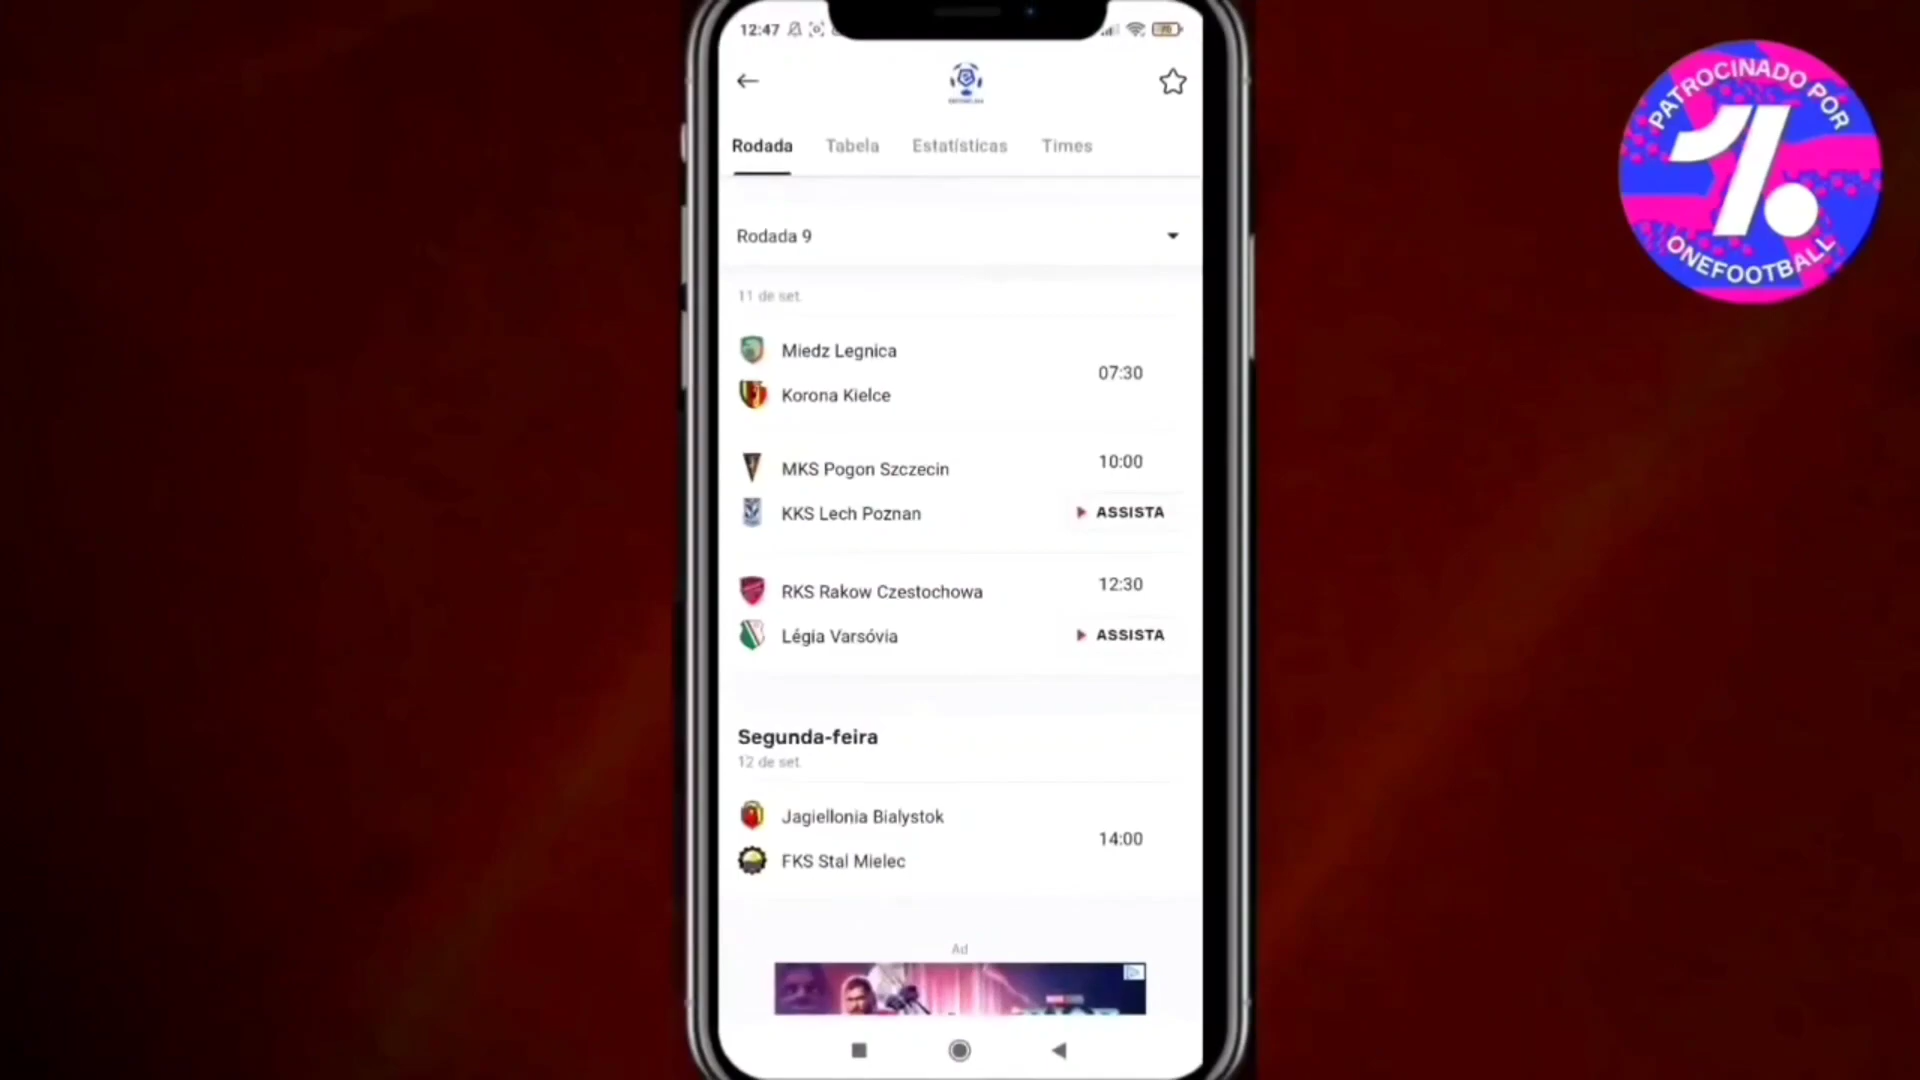 12:47
Rodada Tabela Estatísticas Times
Rodada 9
11 de set.
Miedz Legnica
07:30
Korona Kielce
MKS Pogon Szczecin
10:00
KKS Lech Poznan
ASSISTA
RKS Rakow Czestochowa
12:30
Légia Varsóvia
ASSISTA
Segunda-feira
12 de set.
Jagiellonia Bialystok
14:00
FKS Stal Mielec
Ad
PATROCINADO POR
ONEFOOTBALL